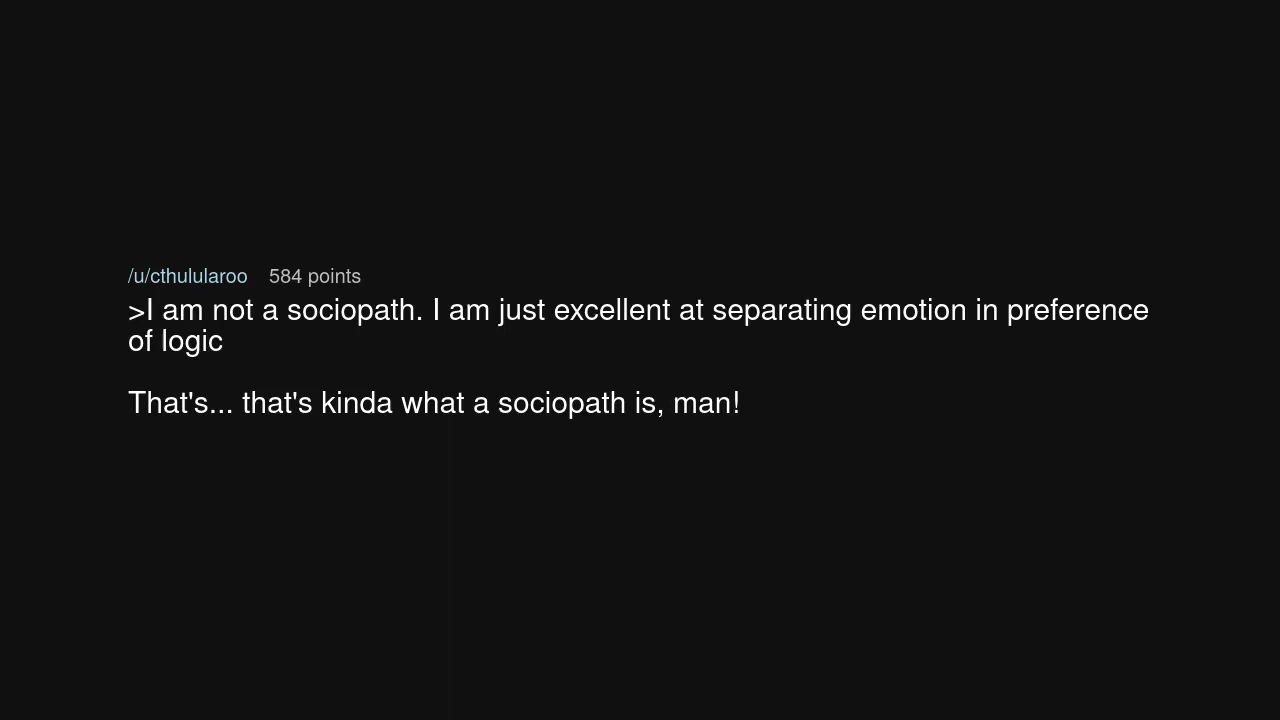 /u/cthulularoo 584 points
>I am not a sociopath. I am just excellent at separating emotion in preference
of logic
That's... that's kinda what a sociopath is, man!